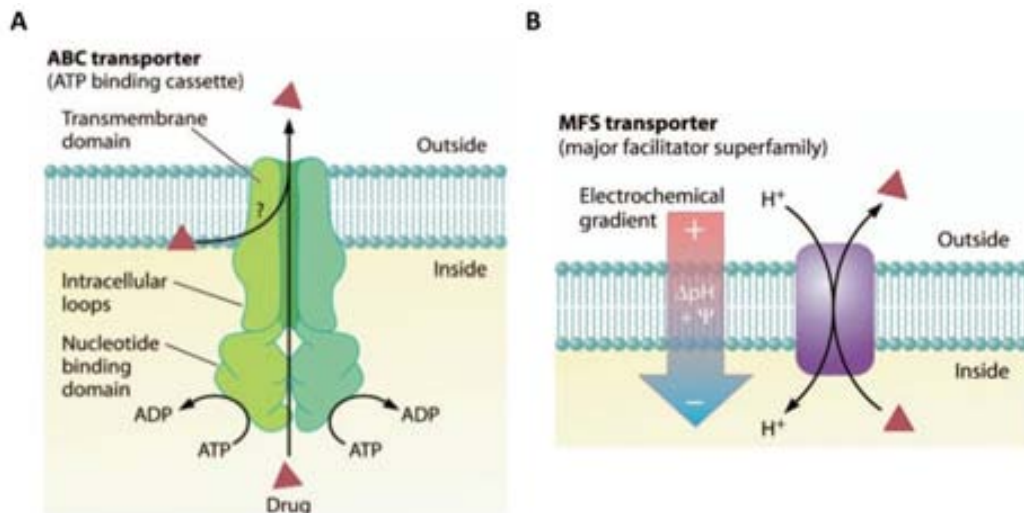 A
ABC transporter
(ATP binding cassette)
Transmembrane
domain
Outside
?
Inside
Intracellular
loops
Nucleotide
binding
domain
ADP
ATP
ATP
ADP
Drug
B
MFS transporter
(major facilitator superfamily)
Electrochemical
gradient
H⁺
+
Outside
ΔpH
+ Ψ
Inside
−
H⁺